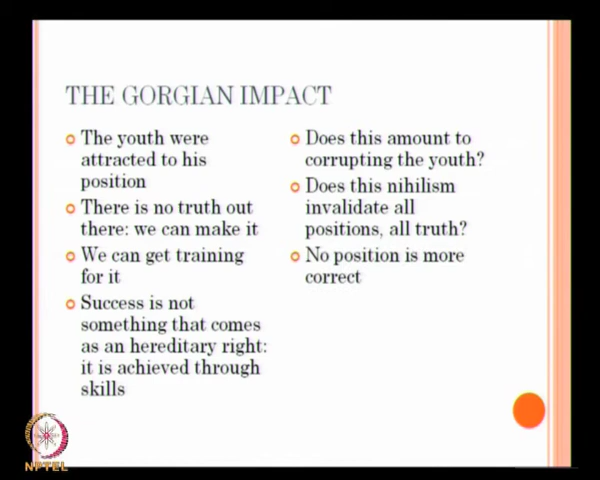 THE GORGIAN IMPACT
The youth were
attracted to his
position
There is no truth out
there: we can make it
We can get training
for it
Success is not
something that comes
as an hereditary right:
it is achieved through
skills
Does this amount to
corrupting the youth?
Does this nihilism
invalidate all
positions, all truth?
No position is more
correct
NPTEL